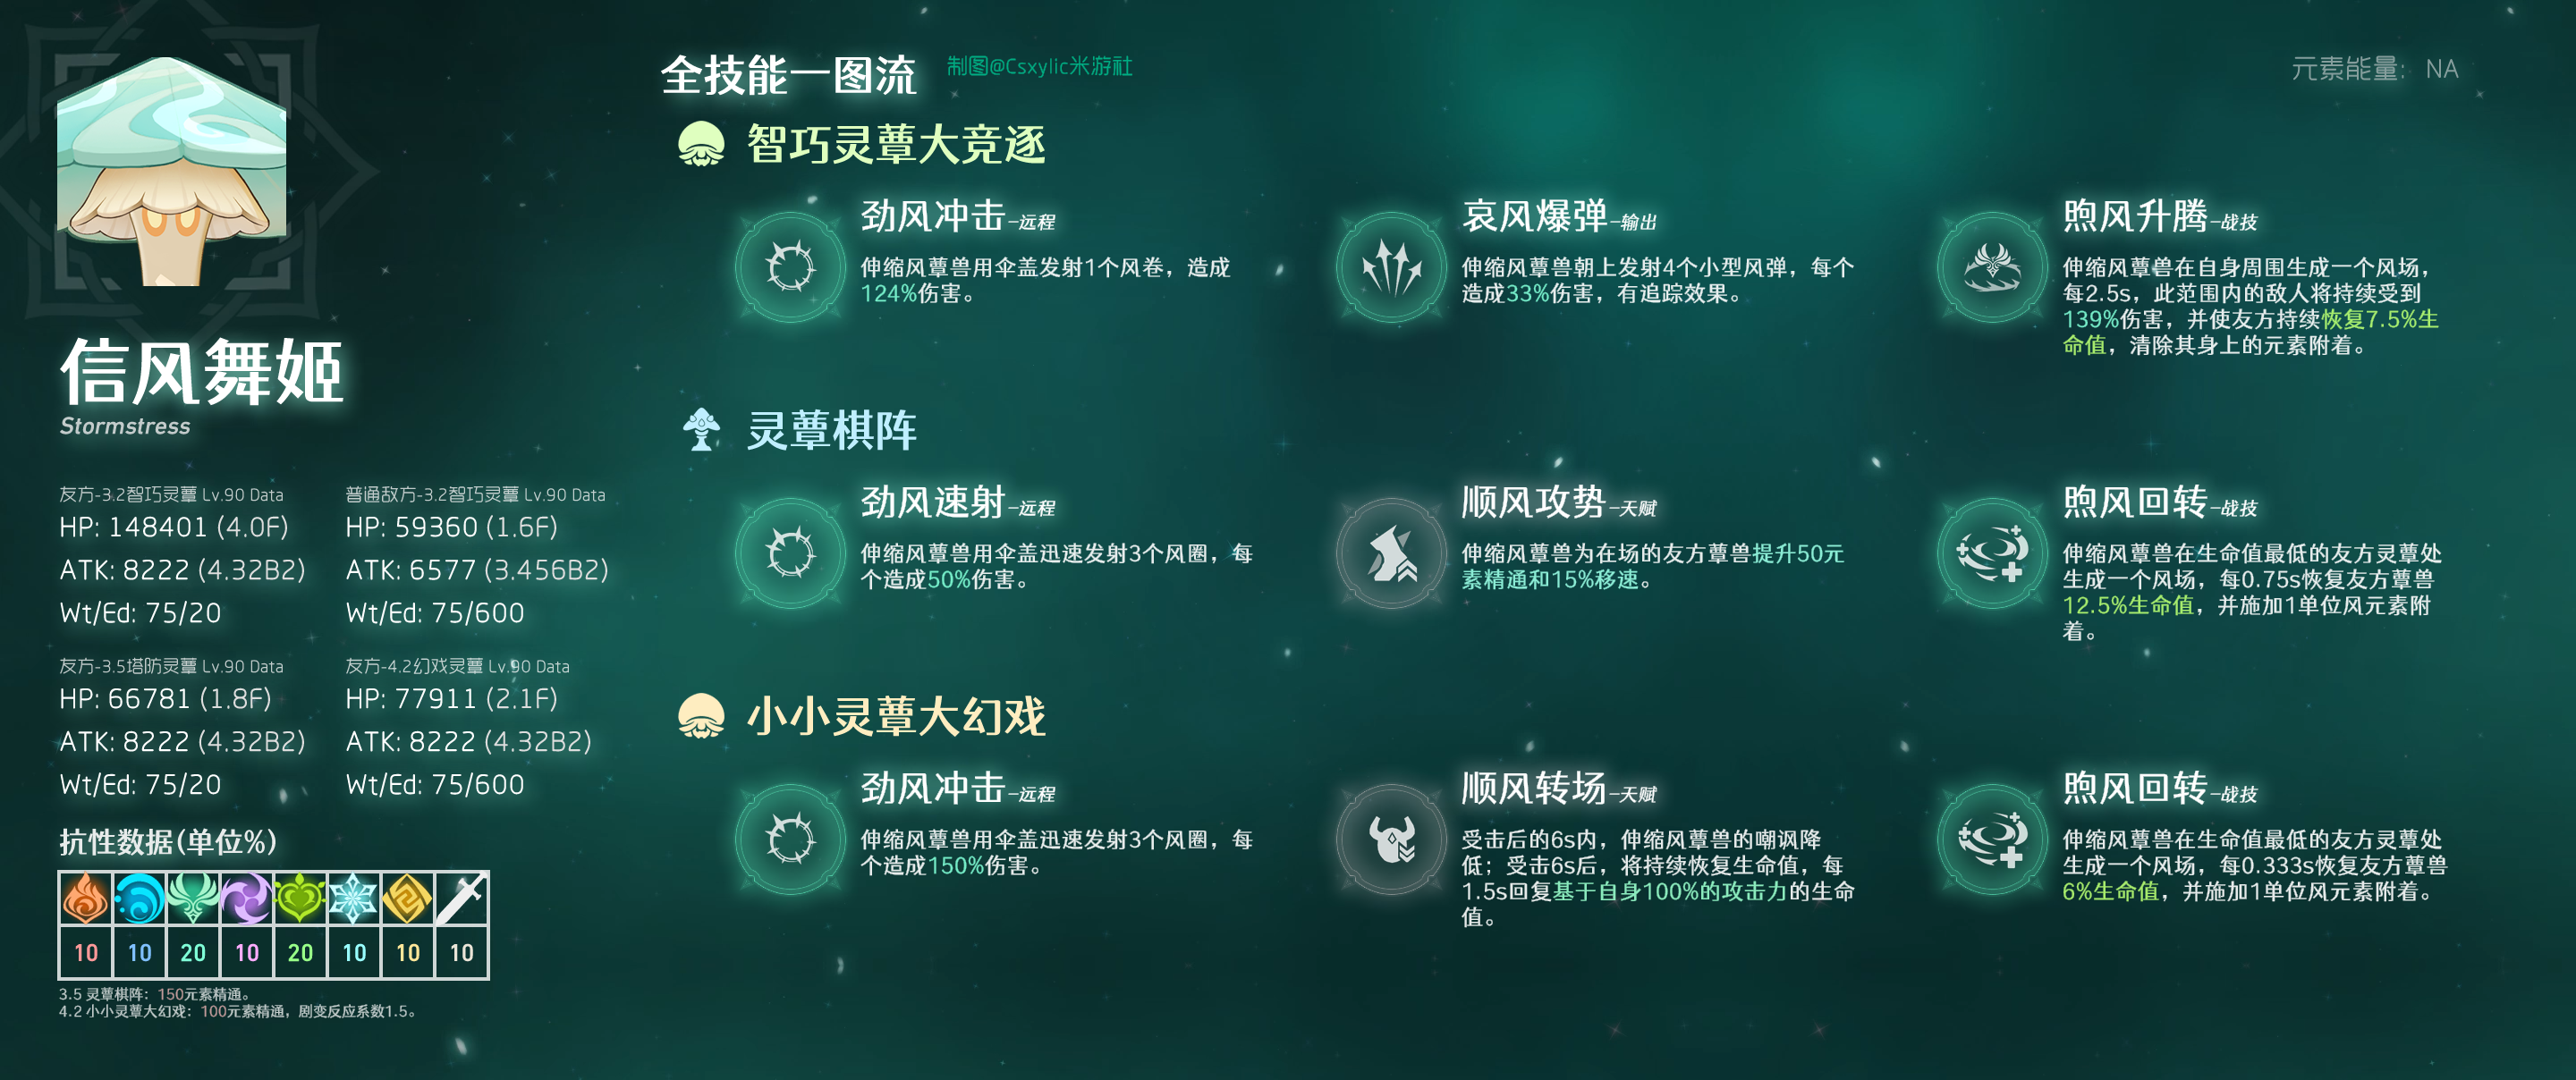 全技能一图流
制图@Csxylic米游社
元素能量： NA
信风舞姬
Stormstress
友方-3.2智巧灵蕈 Lv.90 Data
HP: 148401 (4.0F)
ATK: 8222 (4.32B2)
Wt/Ed: 75/20
普通敌方-3.2智巧灵蕈 Lv.90 Data
HP: 59360 (1.6F)
ATK: 6577 (3.456B2)
Wt/Ed: 75/600
友方-3.5塔防灵蕈 Lv.90 Data
HP: 66781 (1.8F)
ATK: 8222 (4.32B2)
Wt/Ed: 75/20
友方-4.2幻戏灵蕈 Lv.90 Data
HP: 77911 (2.1F)
ATK: 8222 (4.32B2)
Wt/Ed: 75/600
抗性数据(单位%)
10 10 20 10 20 10 10 10
3.5 灵蕈棋阵：150元素精通。
4.2 小小灵蕈大幻戏：100元素精通，剧变反应系数1.5。
智巧灵蕈大竞逐
劲风冲击-远程
伸缩风蕈兽用伞盖发射1个风卷，造成
124%伤害。
哀风爆弹-输出
伸缩风蕈兽朝上发射4个小型风弹，每个
造成33%伤害，有追踪效果。
煦风升腾-战技
伸缩风蕈兽在自身周围生成一个风场，
每2.5s，此范围内的敌人将持续受到
139%伤害，并使友方持续恢复7.5%生
命值，清除其身上的元素附着。
灵蕈棋阵
劲风速射-远程
伸缩风蕈兽用伞盖迅速发射3个风圈，每
个造成50%伤害。
顺风攻势-天赋
伸缩风蕈兽为在场的友方蕈兽提升50元
素精通和15%移速。
煦风回转-战技
伸缩风蕈兽在生命值最低的友方灵蕈处
生成一个风场，每0.75s恢复友方蕈兽
12.5%生命值，并施加1单位风元素附
着。
小小灵蕈大幻戏
劲风冲击-远程
伸缩风蕈兽用伞盖迅速发射3个风圈，每
个造成150%伤害。
顺风转场-天赋
受击后的6s内，伸缩风蕈兽的嘲讽降
低；受击6s后，将持续恢复生命值，每
1.5s回复基于自身100%的攻击力的生命
值。
煦风回转-战技
伸缩风蕈兽在生命值最低的友方灵蕈处
生成一个风场，每0.333s恢复友方蕈兽
6%生命值，并施加1单位风元素附着。